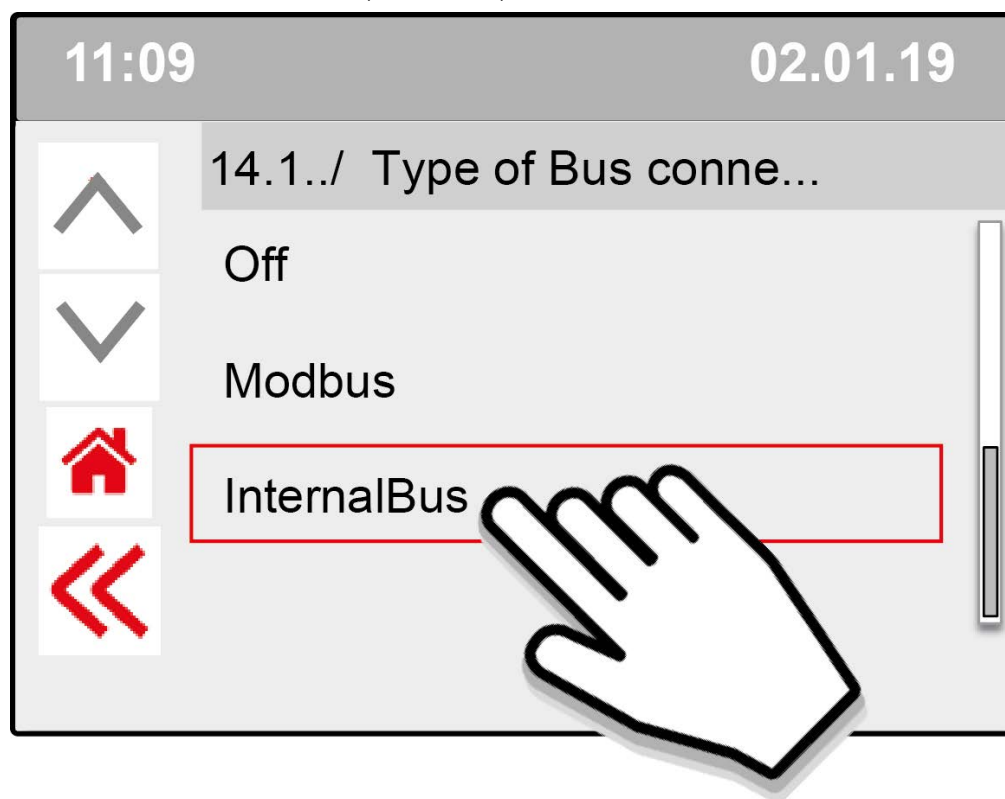 11:09 02.01.19
14.1../ Type of Bus conne...
Off
Modbus
InternalBus